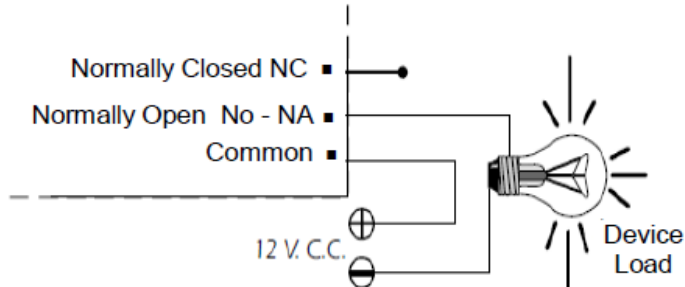 Normally Closed NC
Normally Open No - NA
Common
12 V. C.C.
Device
Load